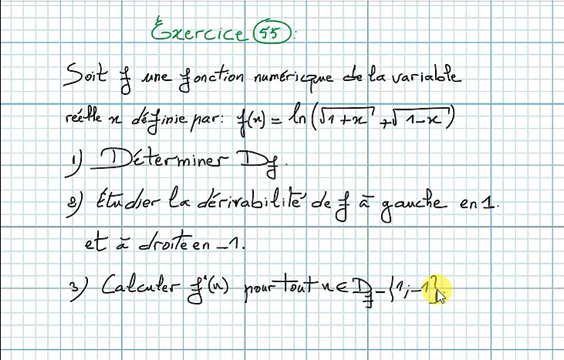 Exercice 55:
Soit f une fonction numérique de la variable
réelle x définie par: f(x) = ln(√1+x + √1-x)
1) Déterminer Df.
2) Étudier la dérivabilité de f à gauche en 1.
et à droite en -1.
3) Calculer f'(x) pour tout x ∈ Df - {1; -1}